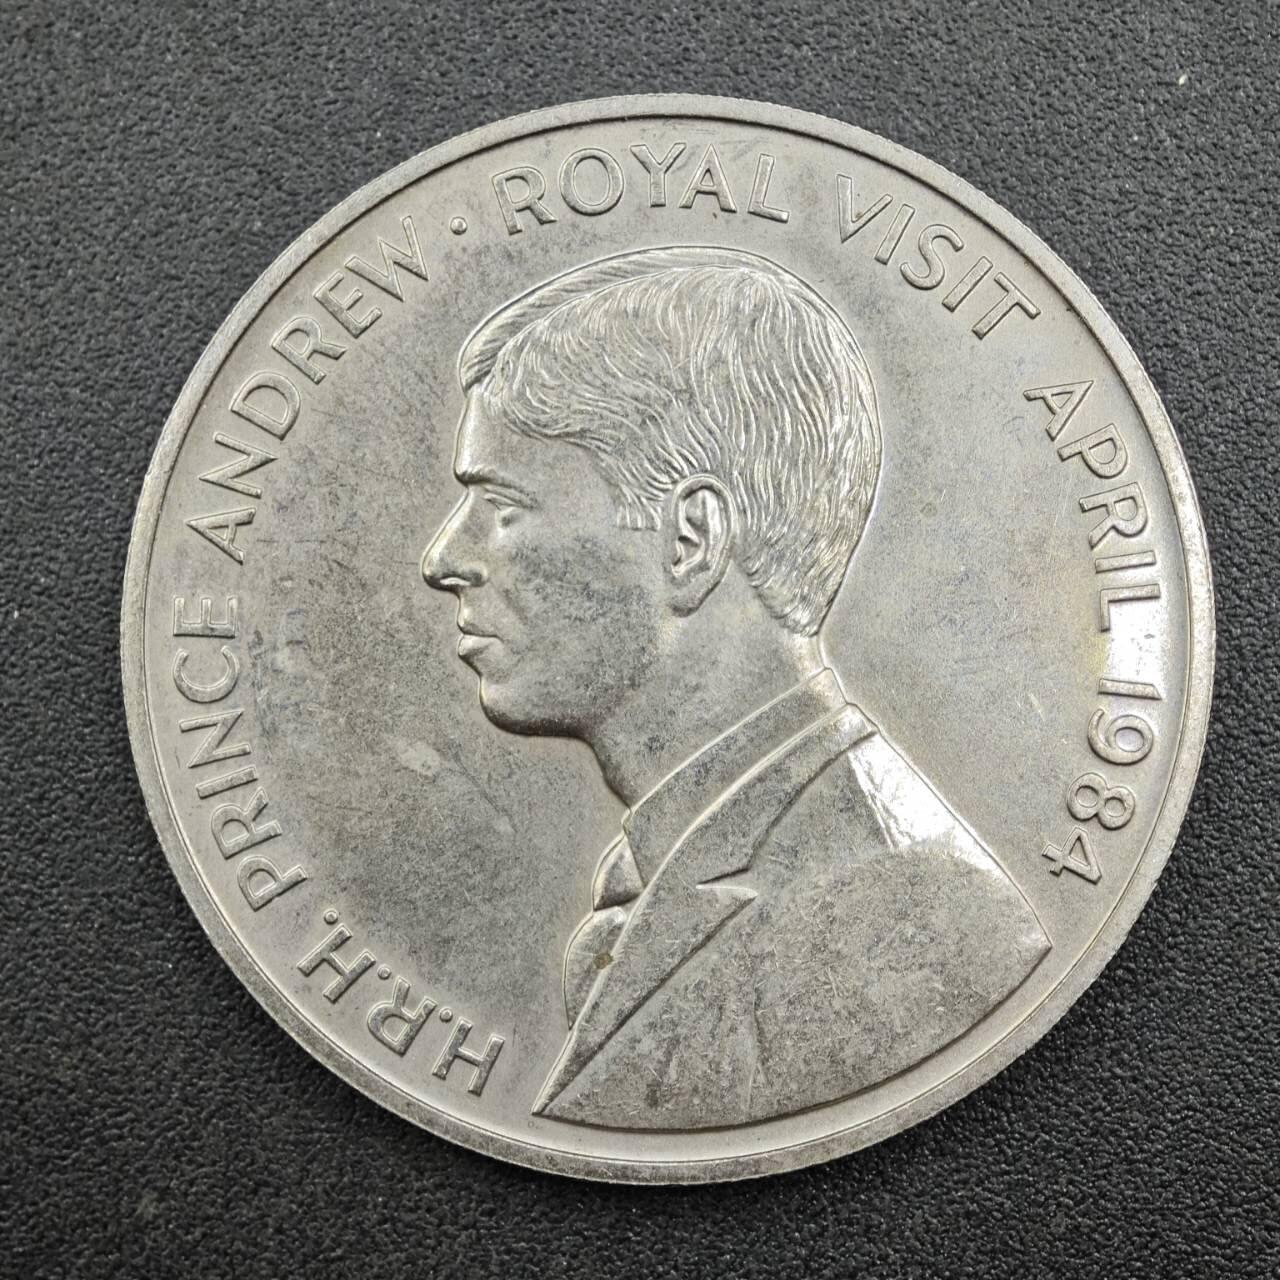 H.R.H. PRINCE ANDREW · ROYAL VISIT APRIL 1984